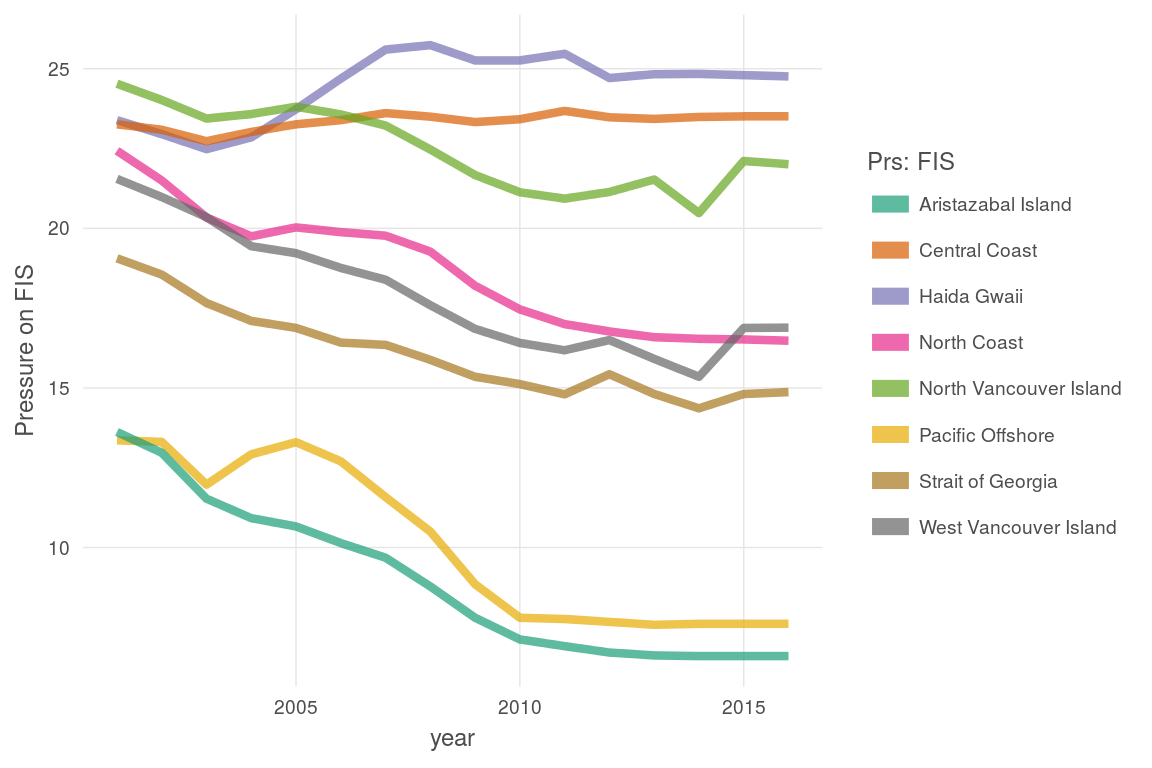 25
20
15
10
Pressure on FIS
2005
2010
2015
year
Prs: FIS
Aristazabal Island
Central Coast
Haida Gwaii
North Coast
North Vancouver Island
Pacific Offshore
Strait of Georgia
West Vancouver Island